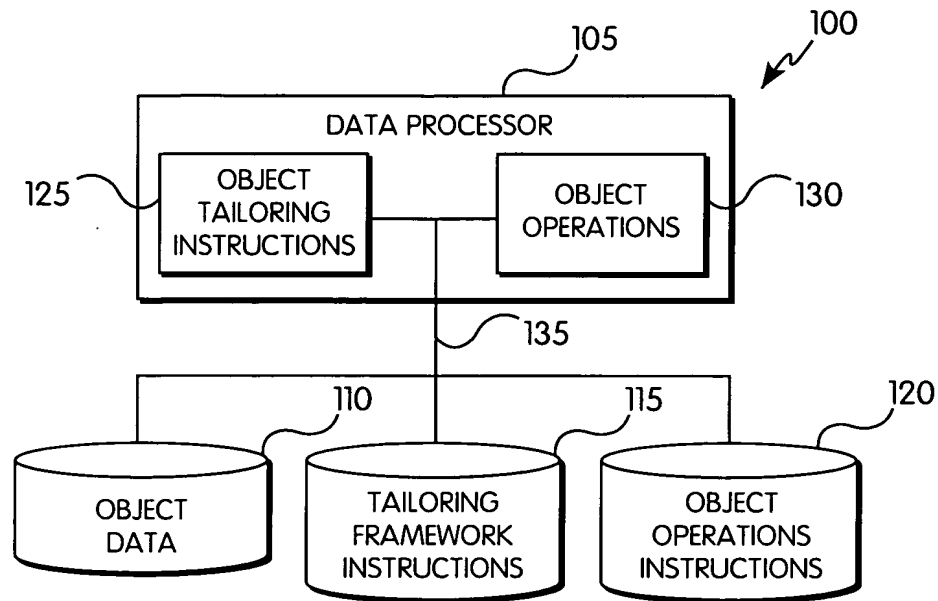 100
105
DATA PROCESSOR
125
OBJECT
TAILORING
INSTRUCTIONS
OBJECT
OPERATIONS
130
135
110
115
120
OBJECT
DATA
TAILORING
FRAMEWORK
INSTRUCTIONS
OBJECT
OPERATIONS
INSTRUCTIONS